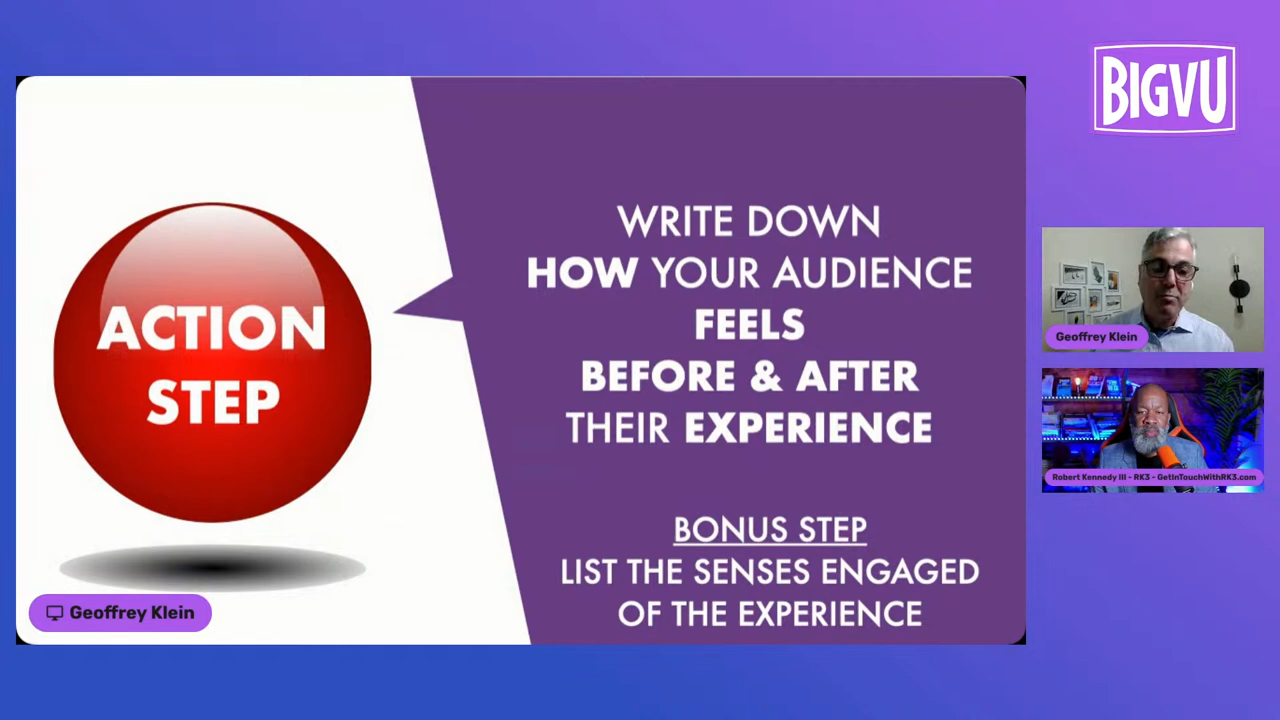 BIGVU
ACTION
STEP
WRITE DOWN
HOW YOUR AUDIENCE
FEELS
BEFORE & AFTER
THEIR EXPERIENCE
BONUS STEP
LIST THE SENSES ENGAGED
OF THE EXPERIENCE
Geoffrey Klein
Geoffrey Klein
Robert Kennedy III - RK3 - GetInTouchWithRK3.com